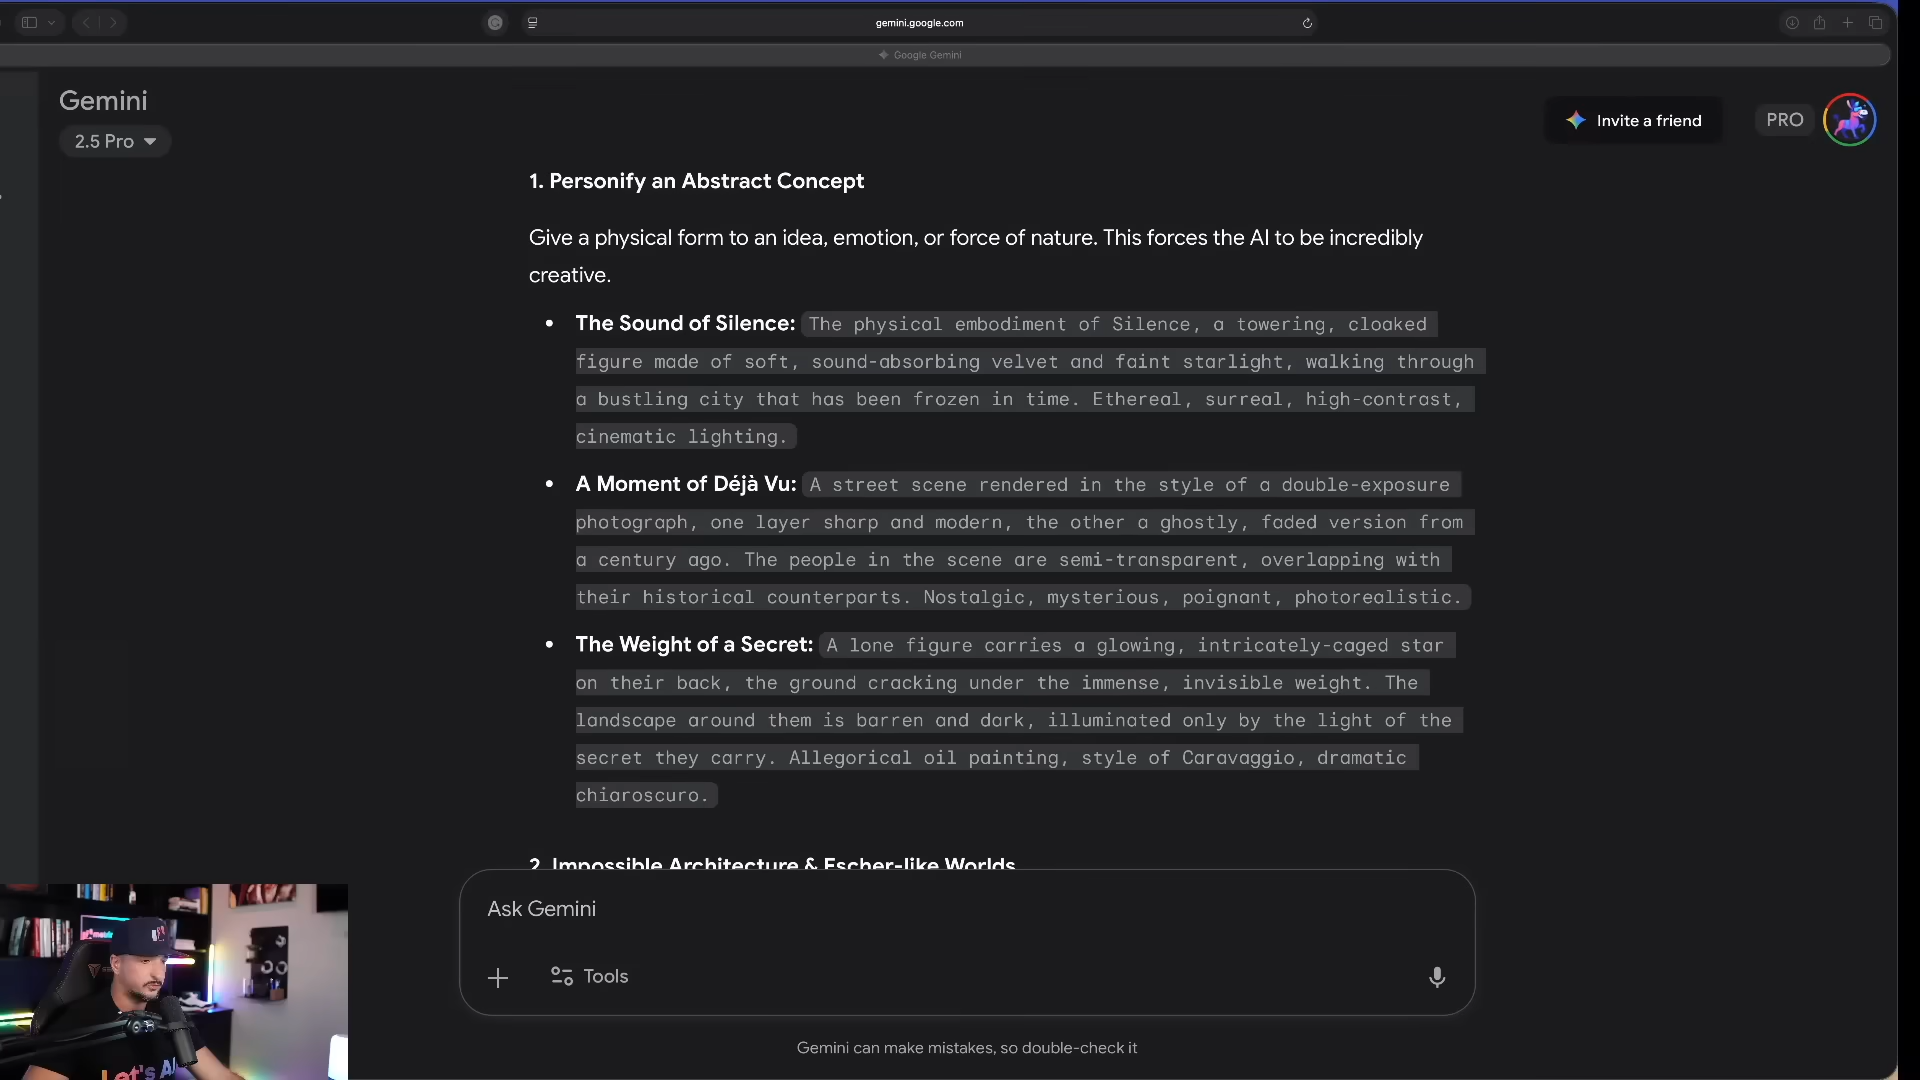 gemini.google.com
Google Gemini
Gemini
2.5 Pro
Invite a friend
PRO
1. Personify an Abstract Concept
Give a physical form to an idea, emotion, or force of nature. This forces the AI to be incredibly
creative.
• The Sound of Silence: The physical embodiment of Silence, a towering, cloaked
figure made of soft, sound-absorbing velvet and faint starlight, walking through
a bustling city that has been frozen in time. Ethereal, surreal, high-contrast,
cinematic lighting.
• A Moment of Déjà Vu: A street scene rendered in the style of a double-exposure
photograph, one layer sharp and modern, the other a ghostly, faded version from
a century ago. The people in the scene are semi-transparent, overlapping with
their historical counterparts. Nostalgic, mysterious, poignant, photorealistic.
• The Weight of a Secret: A lone figure carries a glowing, intricately-caged star
on their back, the ground cracking under the immense, invisible weight. The
landscape around them is barren and dark, illuminated only by the light of the
secret they carry. Allegorical oil painting, style of Caravaggio, dramatic
chiaroscuro.
2. Impossible Architecture & Escher-like Worlds
Ask Gemini
Tools
Gemini can make mistakes, so double-check it
Let's AI